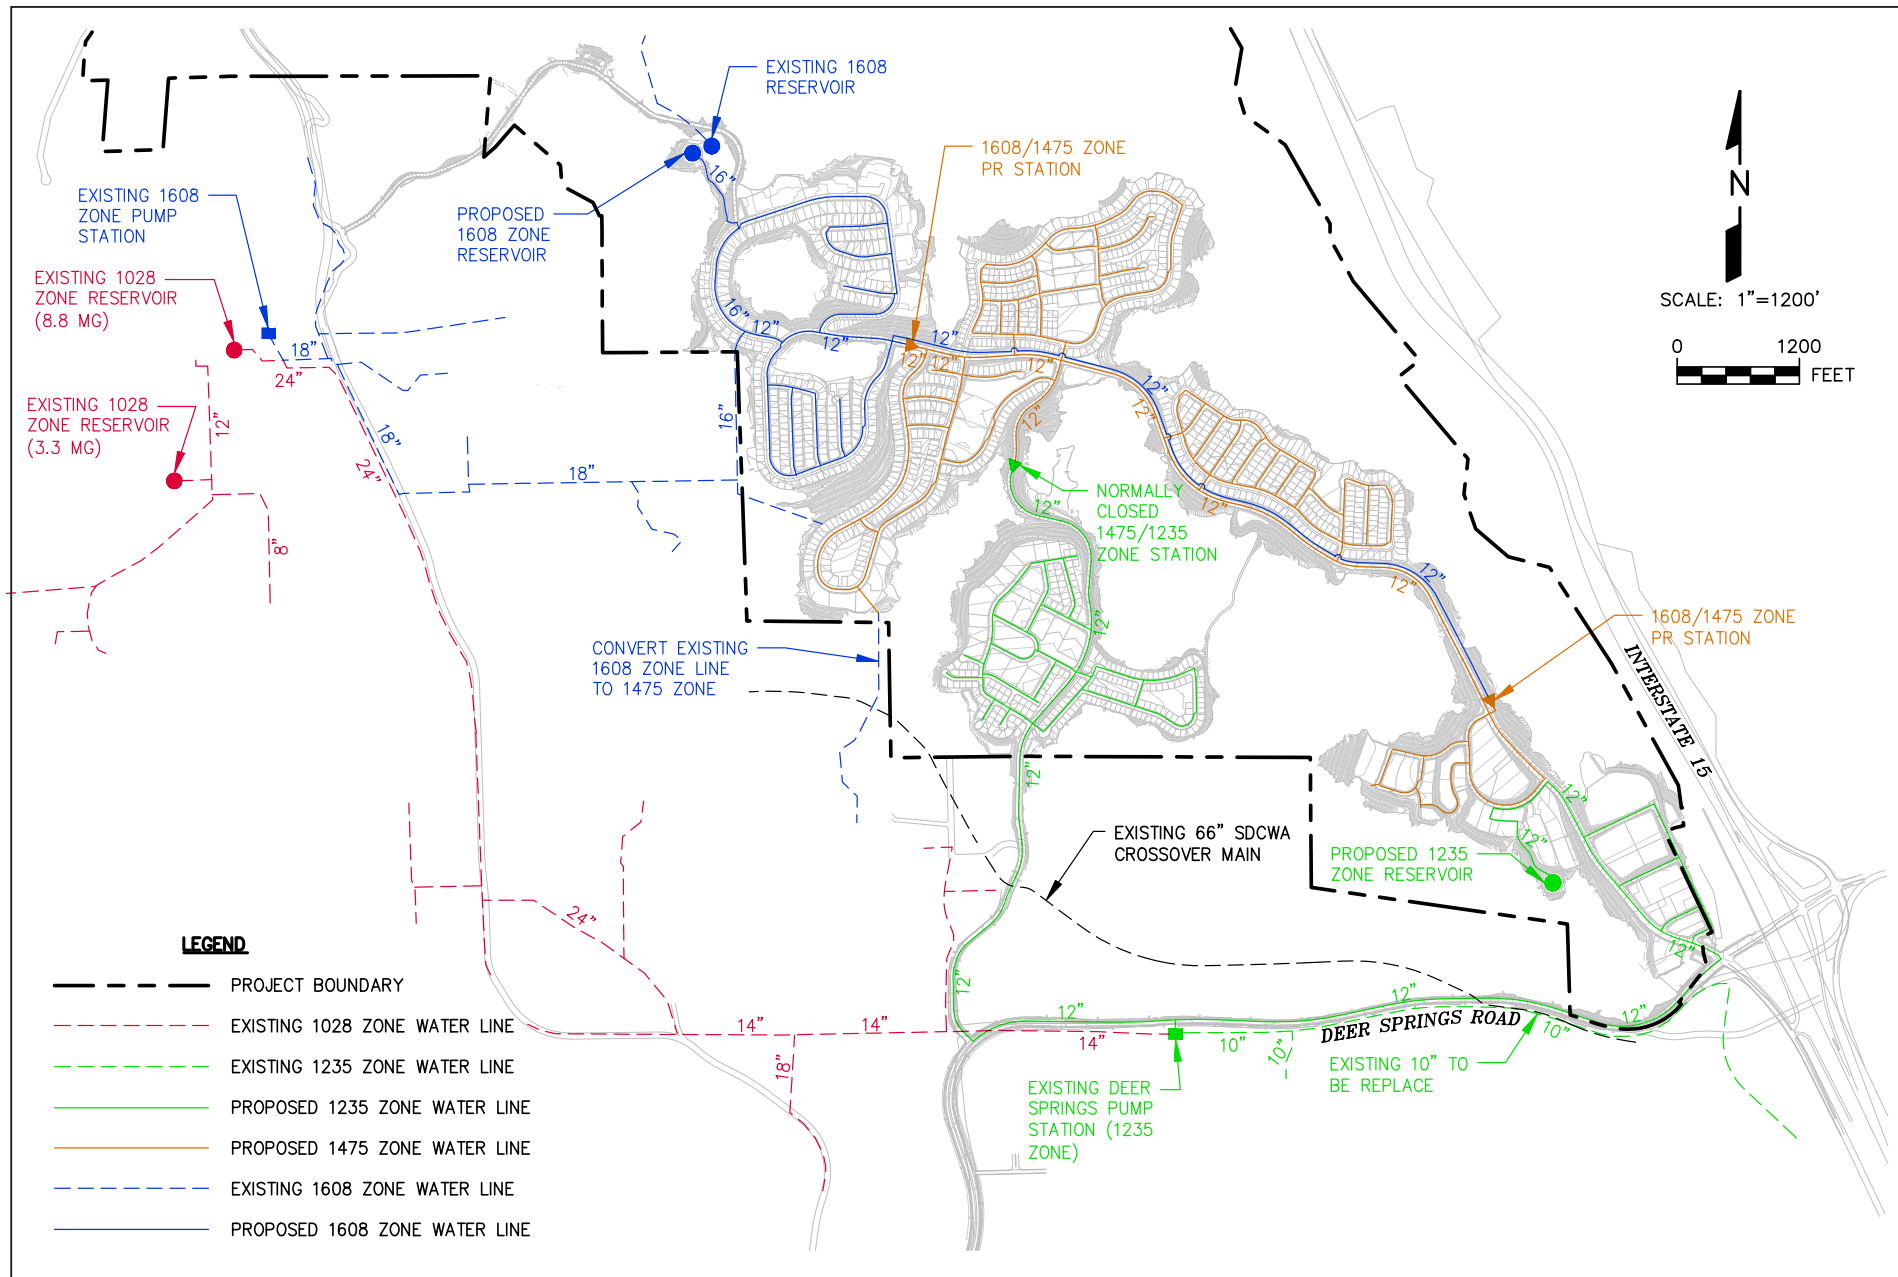 EXISTING 1608
RESERVOIR
1608/1475 ZONE
PR STATION
N
SCALE: 1"=1200'
0 1200
FEET
EXISTING 1608
ZONE PUMP
STATION
PROPOSED
1608 ZONE
RESERVOIR
EXISTING 1028
ZONE RESERVOIR
(8.8 MG)
EXISTING 1028
ZONE RESERVOIR
(3.3 MG)
16"
16"
12"
12"
12"
12"
12"
12"
12"
12"
12"
18"
24"
12"
18"
24"
16"
18"
8"
NORMALLY
CLOSED
1475/1235
ZONE STATION
12"
12"
12"
12"
12"
12"
1608/1475 ZONE
PR STATION
CONVERT EXISTING
1608 ZONE LINE
TO 1475 ZONE
INTERSTATE 15
12"
12"
12"
EXISTING 66" SDCWA
CROSSOVER MAIN
PROPOSED 1235
ZONE RESERVOIR
24"
12"
12"
12"
12"
12"
14"
14"
14"
18"
10"
10"
10"
DEER SPRINGS ROAD
EXISTING 10" TO
BE REPLACE
EXISTING DEER
SPRINGS PUMP
STATION (1235
ZONE)
LEGEND
PROJECT BOUNDARY
EXISTING 1028 ZONE WATER LINE
EXISTING 1235 ZONE WATER LINE
PROPOSED 1235 ZONE WATER LINE
PROPOSED 1475 ZONE WATER LINE
EXISTING 1608 ZONE WATER LINE
PROPOSED 1608 ZONE WATER LINE